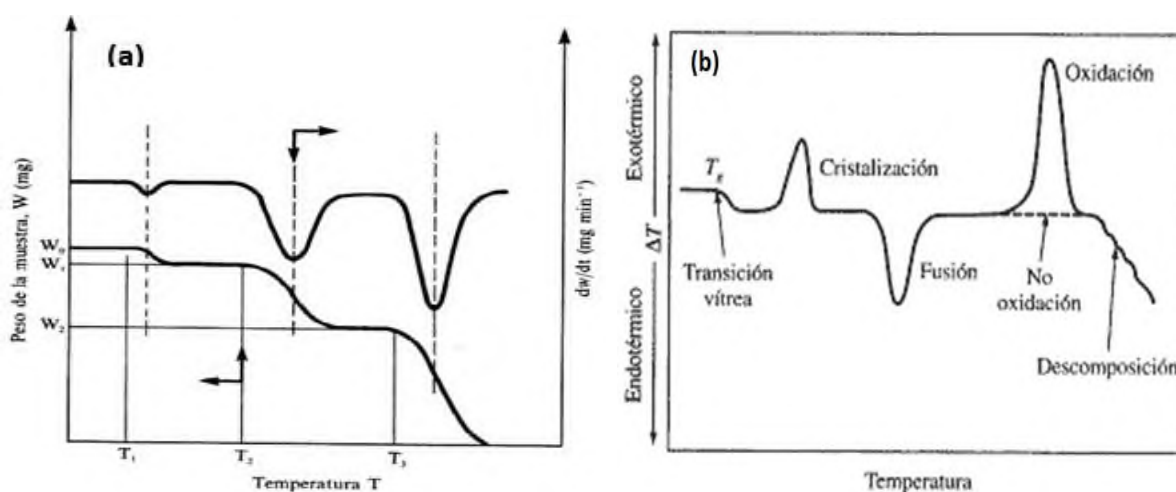 (a)
Peso de la muestra, W (mg)
W₀
W₁
W₂
T₁
T₂
T₃
Temperatura T
dw/dt (mg min⁻¹)
(b)
Exotérmico
ΔT
Endotérmico
Tg
Transición
vítrea
Cristalización
Fusión
Oxidación
No
oxidación
Descomposición
Temperatura